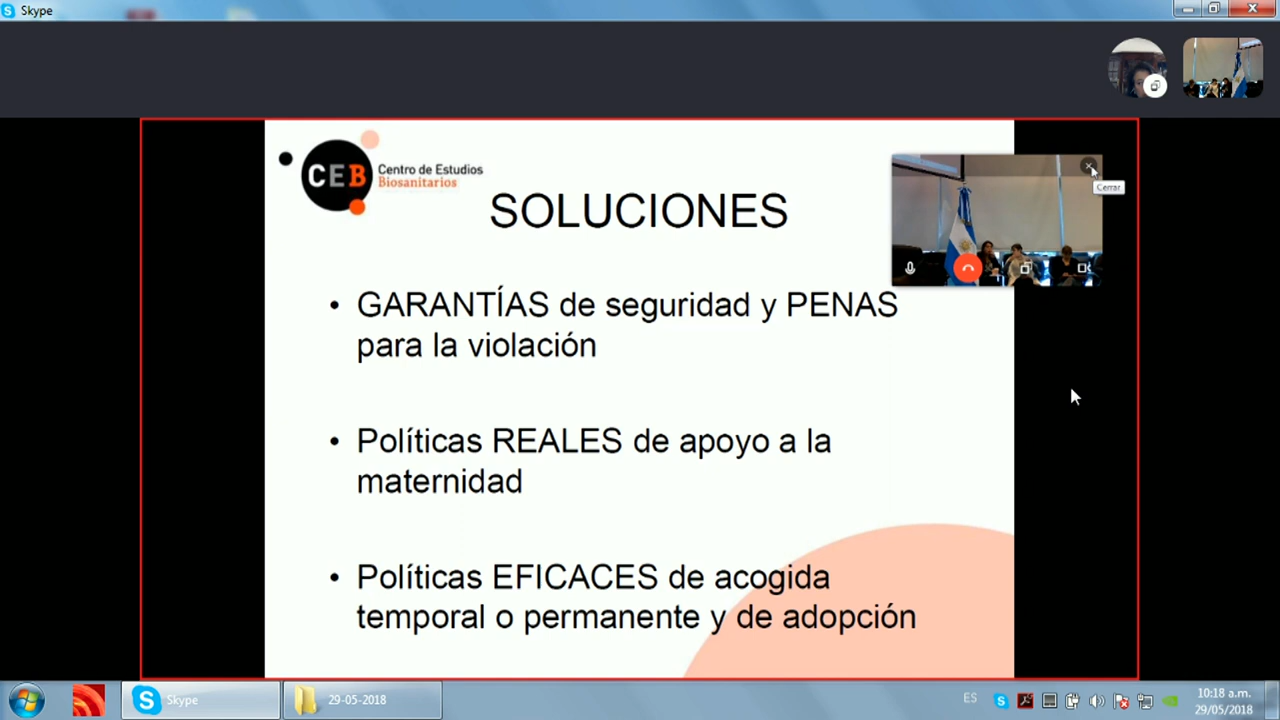 Skype
CEB
Centro de Estudios
Biosanitarios
Cerrar
SOLUCIONES
• GARANTÍAS de seguridad y PENAS
para la violación
• Políticas REALES de apoyo a la
maternidad
• Políticas EFICACES de acogida
temporal o permanente y de adopción
Skype
29-05-2018
ES
10:18 a.m.
29/05/2018